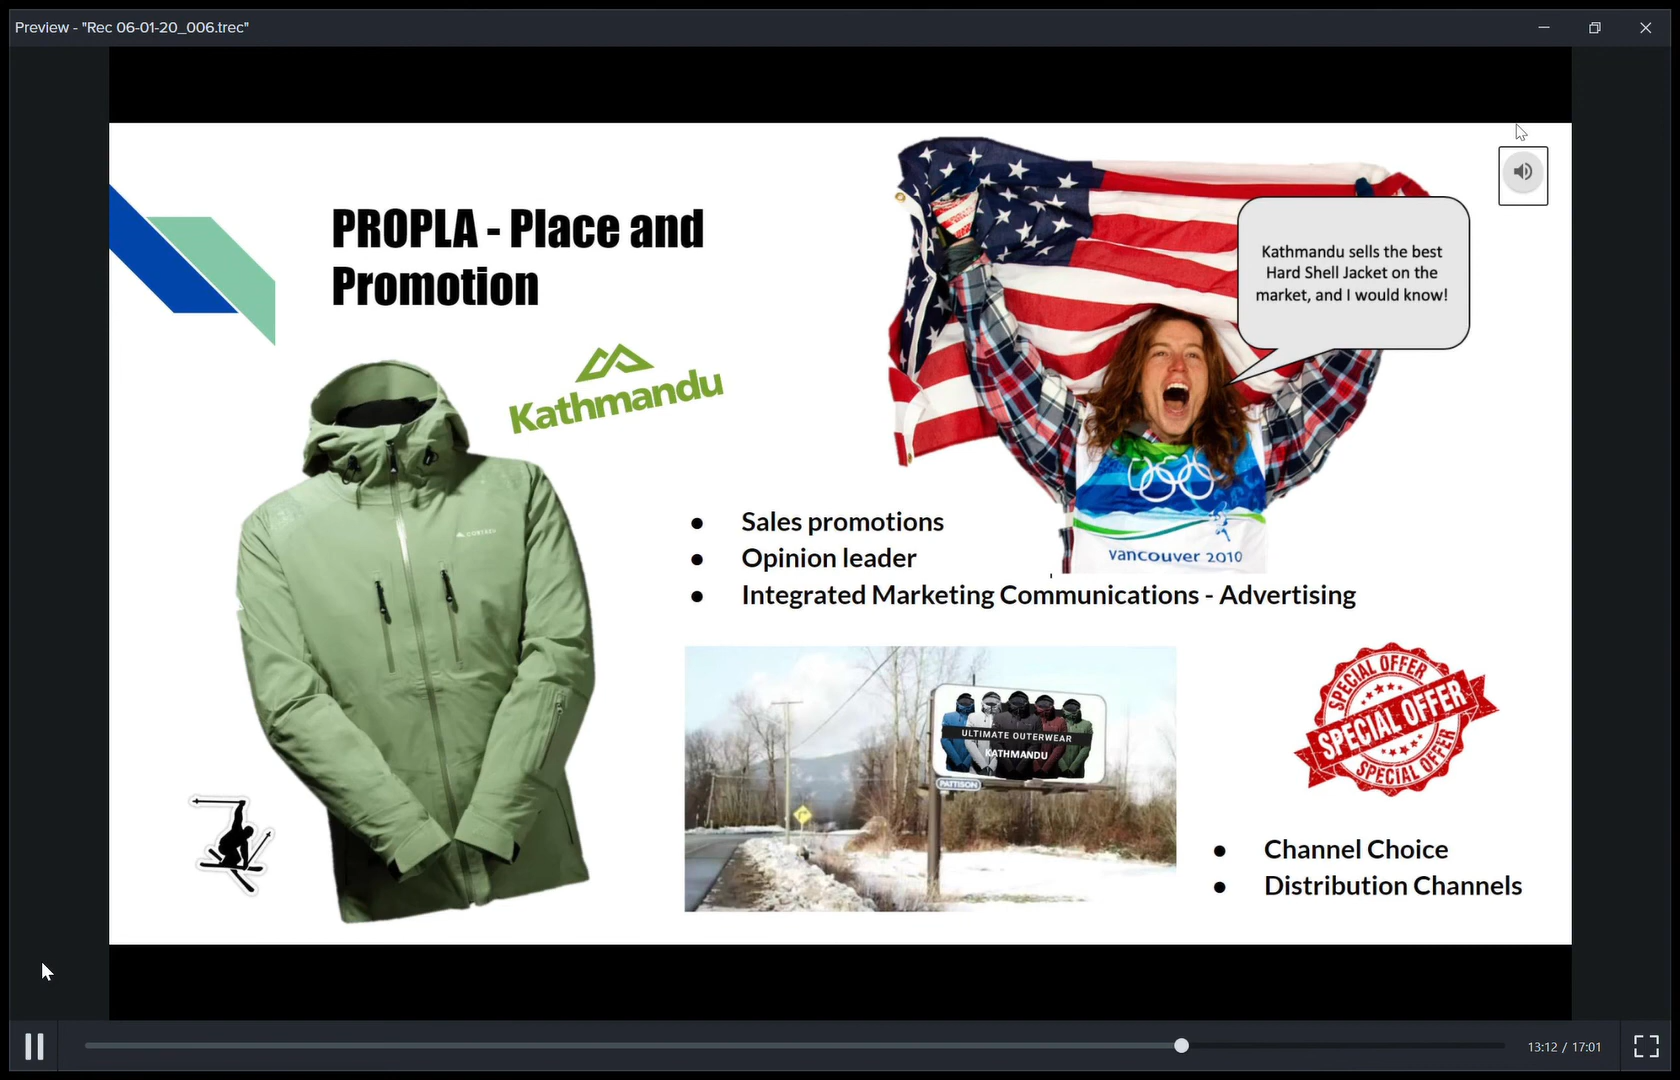 Preview - "Rec 06-01-20_006.trec"
PROPLA - Place and
Promotion
Kathmandu
Kathmandu sells the best
Hard Shell Jacket on the
market, and I would know!
vancouver 2010
Sales promotions
Opinion leader
Integrated Marketing Communications - Advertising
ULTIMATE OUTERWEAR
KATHMANDU
PATTISON
SPECIAL OFFER
SPECIAL OFFER
SPECIAL OFFER
Channel Choice
Distribution Channels
13:12 / 17:01